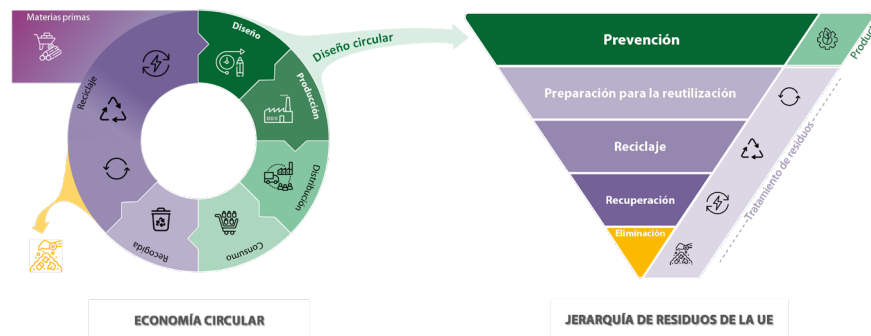 Materias primas
Diseño
Producción
Distribución
Consumo
Recogida
Reciclaje
Diseño circular
ECONOMÍA CIRCULAR
Prevención
Preparación para la reutilización
Reciclaje
Recuperación
Eliminación
Tratamiento de residuos
JERARQUÍA DE RESIDUOS DE LA UE